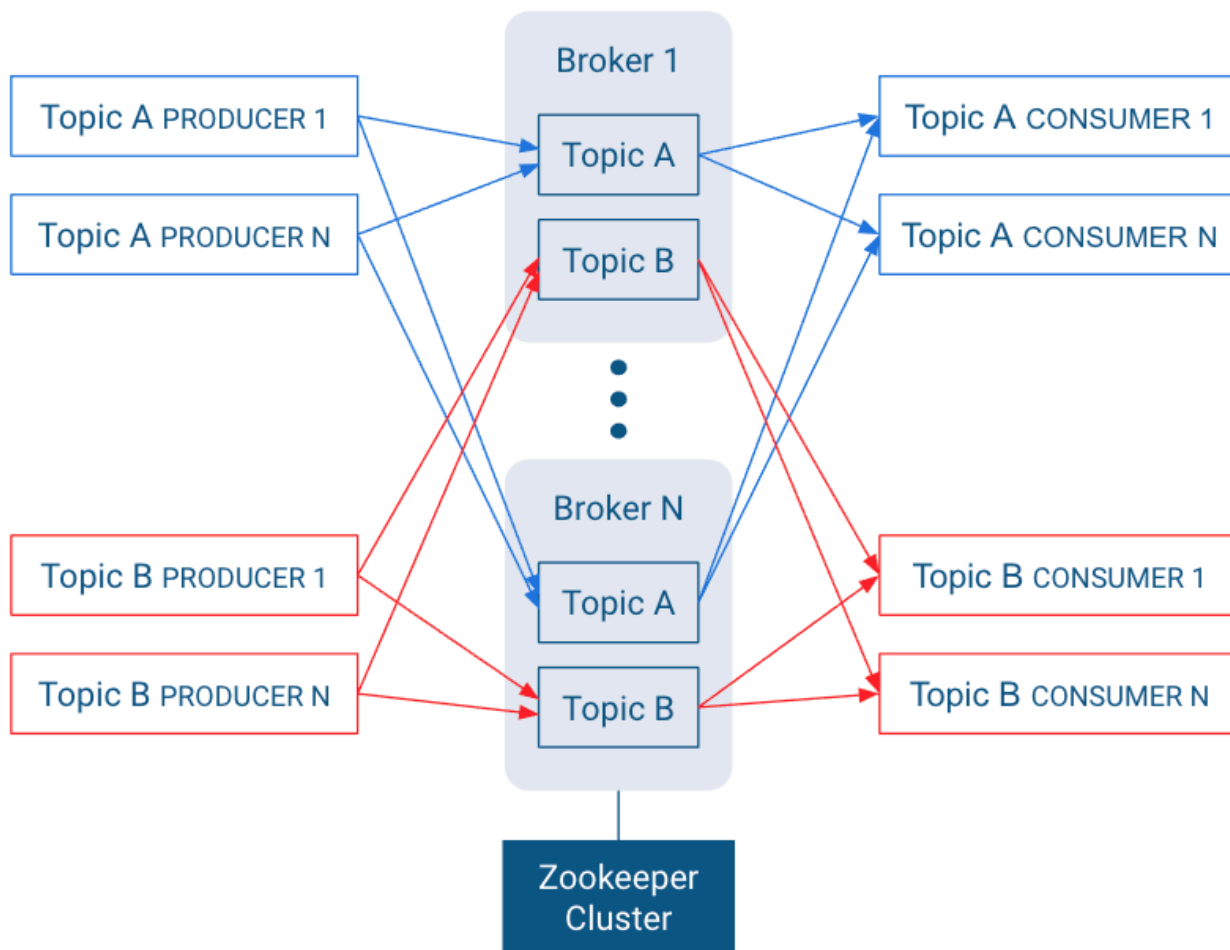 Broker 1
Topic A PRODUCER 1
Topic A
Topic A CONSUMER 1
Topic A PRODUCER N
Topic B
Topic A CONSUMER N
Broker N
Topic B PRODUCER 1
Topic A
Topic B CONSUMER 1
Topic B PRODUCER N
Topic B
Topic B CONSUMER N
Zookeeper
Cluster